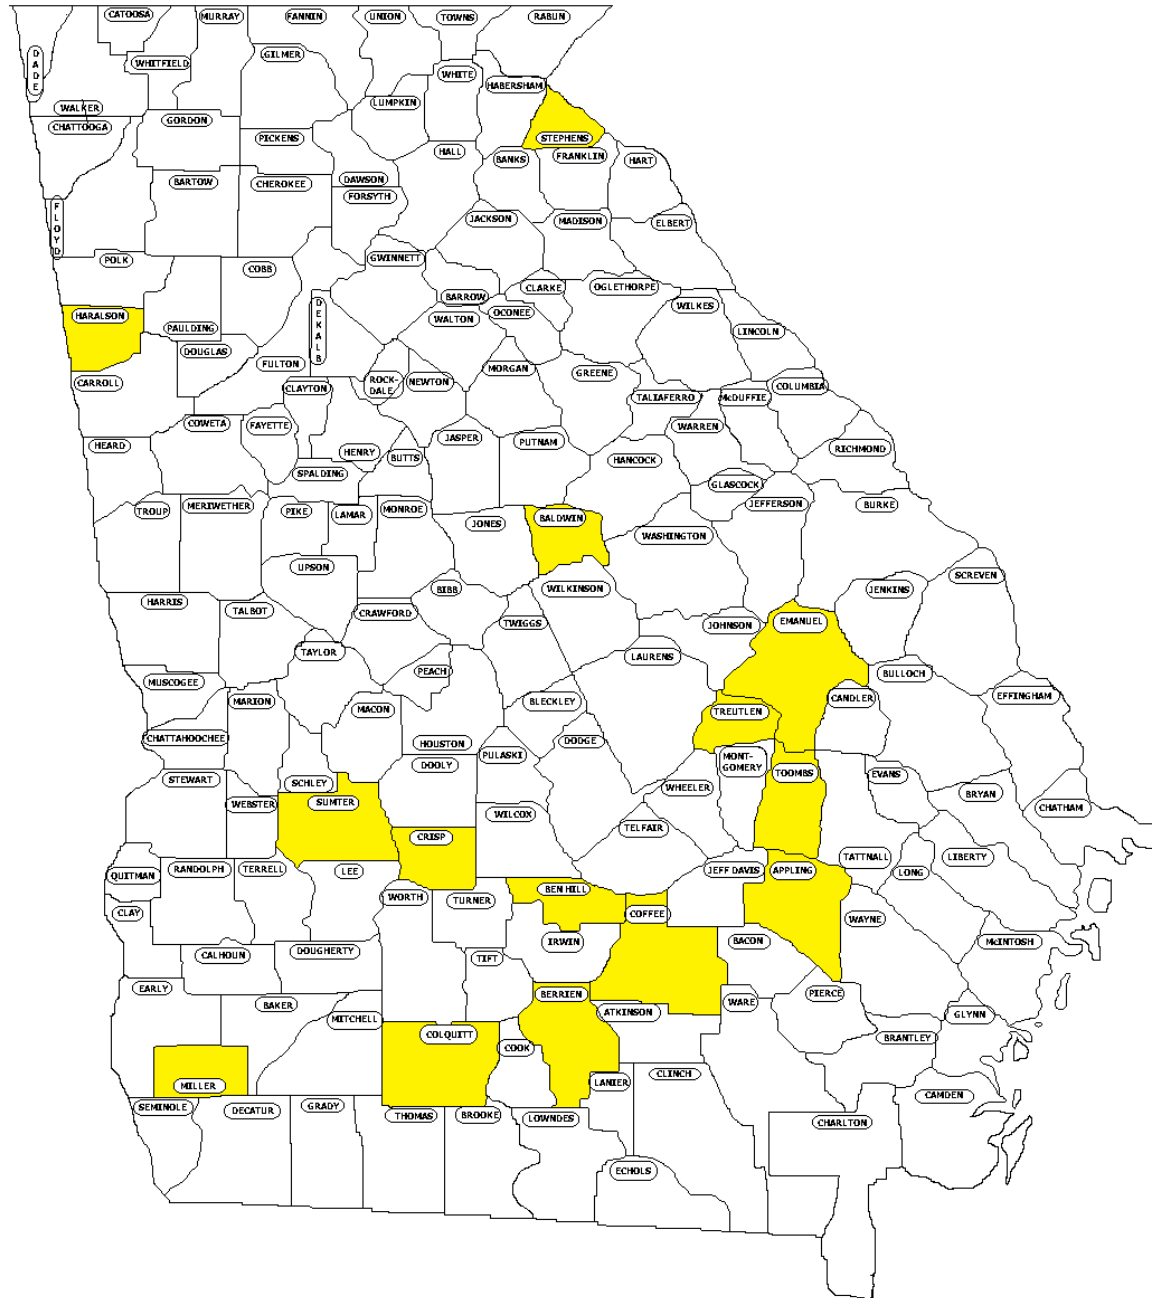 CATOOSA
MURRAY
FANNIN
UNION
TOWNS
RABUN
DADE
WHITFIELD
GILMER
WHITE
HABERSHAM
WALKER
CHATTOOGA
GORDON
LUMPKIN
PICKENS
STEPHENS
HALL
BANKS
FRANKLIN
HART
BARTOW
CHEROKEE
DAWSON
FORSYTH
FLOYD
JACKSON
MADISON
ELBERT
POLK
COBB
GWINNETT
CLARKE
OGLETHORPE
BARROW
WILKES
HARALSON
PAULDING
DEKALB
OCONEE
WALTON
LINCOLN
DOUGLAS
FULTON
MORGAN
GREENE
CARROLL
CLAYTON
ROCK-
DALE
NEWTON
COLUMBIA
TALIAFERRO
McDUFFIE
COWETA
FAYETTE
WARREN
HEARD
HENRY
JASPER
PUTNAM
RICHMOND
BUTTS
HANCOCK
SPALDING
GLASCOCK
TROUP
MERIWETHER
PIKE
LAMAR
MONROE
JEFFERSON
BURKE
JONES
BALDWIN
WASHINGTON
UPSON
SCREVEN
BIBB
WILKINSON
JENKINS
HARRIS
TALBOT
CRAWFORD
TWIGGS
JOHNSON
EMANUEL
TAYLOR
LAURENS
PEACH
MUSCOGEE
BULLOCH
MARION
MACON
BLECKLEY
TREUTLEN
CANDLER
EFFINGHAM
CHATTAHOOCHEE
HOUSTON
DODGE
PULASKI
DOOLY
MONT-
GOMERY
TOOMBS
STEWART
SCHLEY
WHEELER
EVANS
WEBSTER
SUMTER
BRYAN
CHATHAM
WILCOX
CRISP
TELFAIR
TATTNALL
LIBERTY
QUITMAN
RANDOLPH
TERRELL
LEE
JEFF DAVIS
APPLING
LONG
BEN HILL
WORTH
TURNER
CLAY
COFFEE
WAYNE
IRWIN
BACON
McINTOSH
CALHOUN
DOUGHERTY
TIFT
EARLY
BERRIEN
PIERCE
BAKER
WARE
MITCHELL
ATKINSON
GLYNN
COLQUITT
COOK
BRANTLEY
CLINCH
MILLER
LANIER
CAMDEN
SEMINOLE
DECATUR
GRADY
THOMAS
BROOKE
LOWNDES
CHARLTON
ECHOLS